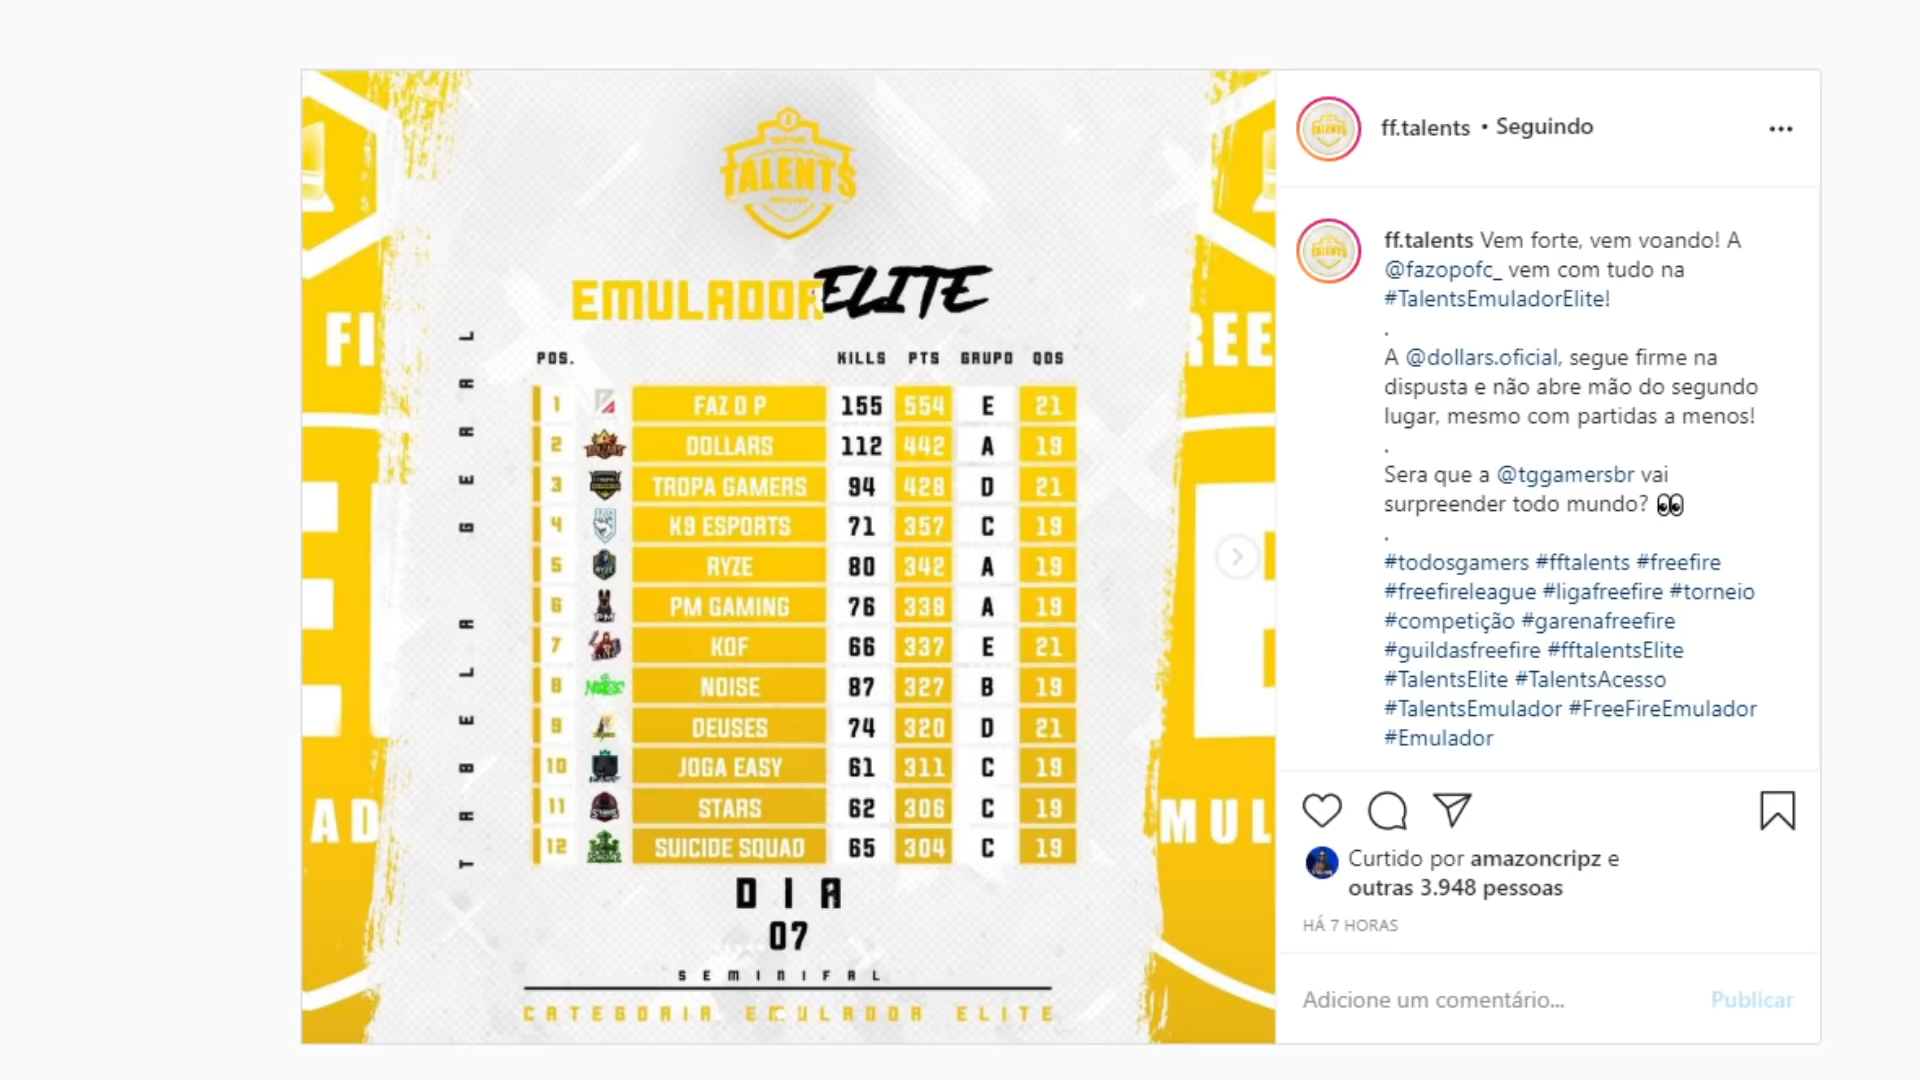 TALENTS
EMULADOR ELITE
TABELA GERAL
POS. KILLS PTS GRUPO QDS
1 FAZ O P 155 554 E 21
2 DOLLARS 112 442 A 19
3 TROPA GAMERS 94 428 D 21
4 K9 ESPORTS 71 357 C 19
5 RYZE 80 342 A 19
6 PM GAMING 76 338 A 19
7 KOF 66 337 E 21
8 NOISE 87 327 B 19
9 DEUSES 74 320 D 21
10 JOGA EASY 61 311 C 19
11 STARS 62 306 C 19
12 SUICIDE SQUAD 65 304 C 19
DIA
07
SEMINIFAL
CATEGORIA EMULADOR ELITE
FI
REE
AD
MUL
ff.talents • Seguindo
ff.talents Vem forte, vem voando! A
@fazopofc_ vem com tudo na
#TalentsEmuladorElite!
.
A @dollars.oficial, segue firme na
disputa e não abre mão do segundo
lugar, mesmo com partidas a menos!
.
Sera que a @tggamersbr vai
surpreender todo mundo? 👀
.
#todosgamers #fftalents #freefire
#freefireleague #ligafreefire #torneio
#competição #garenafreefire
#guildasfreefire #fftalentsElite
#TalentsElite #TalentsAcesso
#TalentsEmulador #FreeFireEmulador
#Emulador
Curtido por amazoncripz e
outras 3.948 pessoas
HÁ 7 HORAS
Adicione um comentário... Publicar